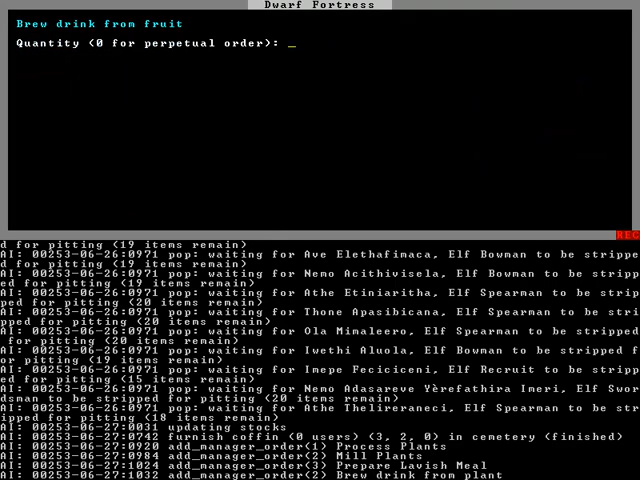 Dwarf Fortress
Brew drink from fruit
Quantity (0 for perpetual order): _
REC
d for pitting (19 items remain)
AI: 00253-06-26:0971 pop: waiting for Ave Elethafimaca, Elf Bowman to be strippe
d for pitting (19 items remain)
AI: 00253-06-26:0971 pop: waiting for Nemo Acithivisela, Elf Bowman to be stripp
ed for pitting (19 items remain)
AI: 00253-06-26:0971 pop: waiting for Athe Etiniaritha, Elf Spearman to be strip
ped for pitting (20 items remain)
AI: 00253-06-26:0971 pop: waiting for Thone Apasibicana, Elf Spearman to be stri
pped for pitting (20 items remain)
AI: 00253-06-26:0971 pop: waiting for Ola Mimaleero, Elf Spearman to be stripped
for pitting (20 items remain)
AI: 00253-06-26:0971 pop: waiting for Iwethi Aluola, Elf Bowman to be stripped f
or pitting (19 items remain)
AI: 00253-06-26:0971 pop: waiting for Imepe Feciciceni, Elf Recruit to be stripp
ed for pitting (15 items remain)
AI: 00253-06-26:0971 pop: waiting for Nemo Adasareve Yèrefathira Imeri, Elf Swor
dsman to be stripped for pitting (20 items remain)
AI: 00253-06-26:0971 pop: waiting for Athe Thelireraneci, Elf Spearman to be str
ipped for pitting (18 items remain)
AI: 00253-06-27:0031 updating stocks
AI: 00253-06-27:0742 furnish coffin (0 users) (3, 2, 0) in cemetery (finished)
AI: 00253-06-27:0920 add_manager_order(1) Process Plants
AI: 00253-06-27:0984 add_manager_order(2) Mill Plants
AI: 00253-06-27:1024 add_manager_order(3) Prepare Lavish Meal
AI: 00253-06-27:1032 add_manager_order(2) Brew drink from plant